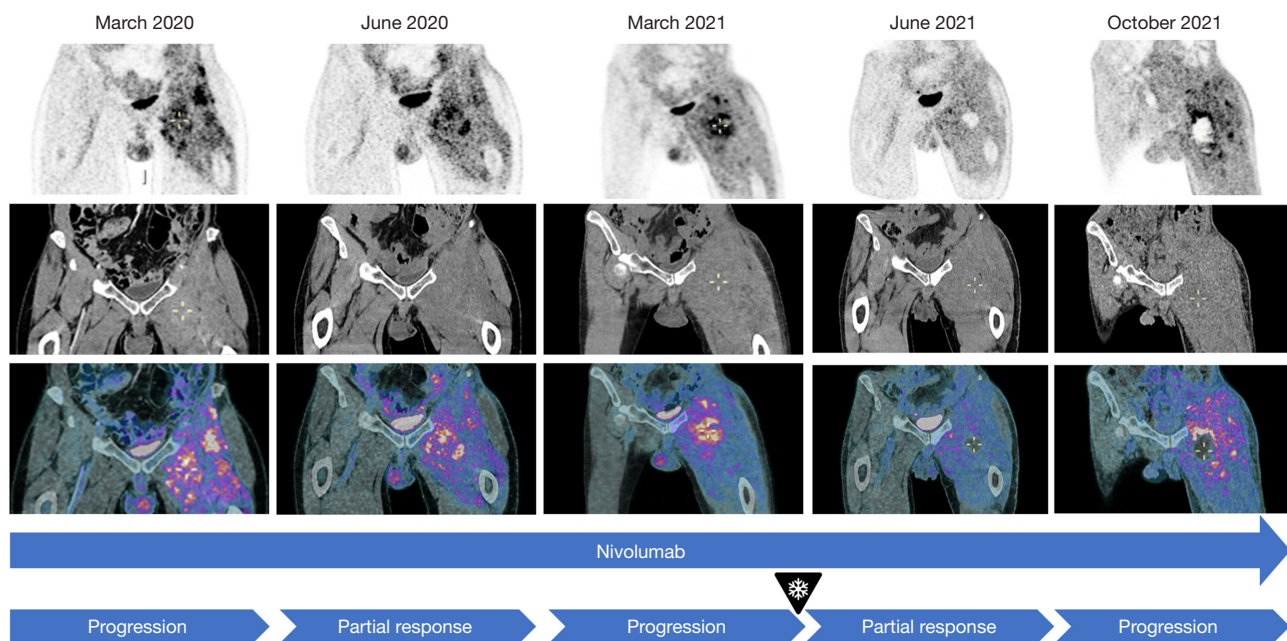 March 2020
June 2020
March 2021
June 2021
October 2021
Nivolumab
Progression
Partial response
Progression
Partial response
Progression